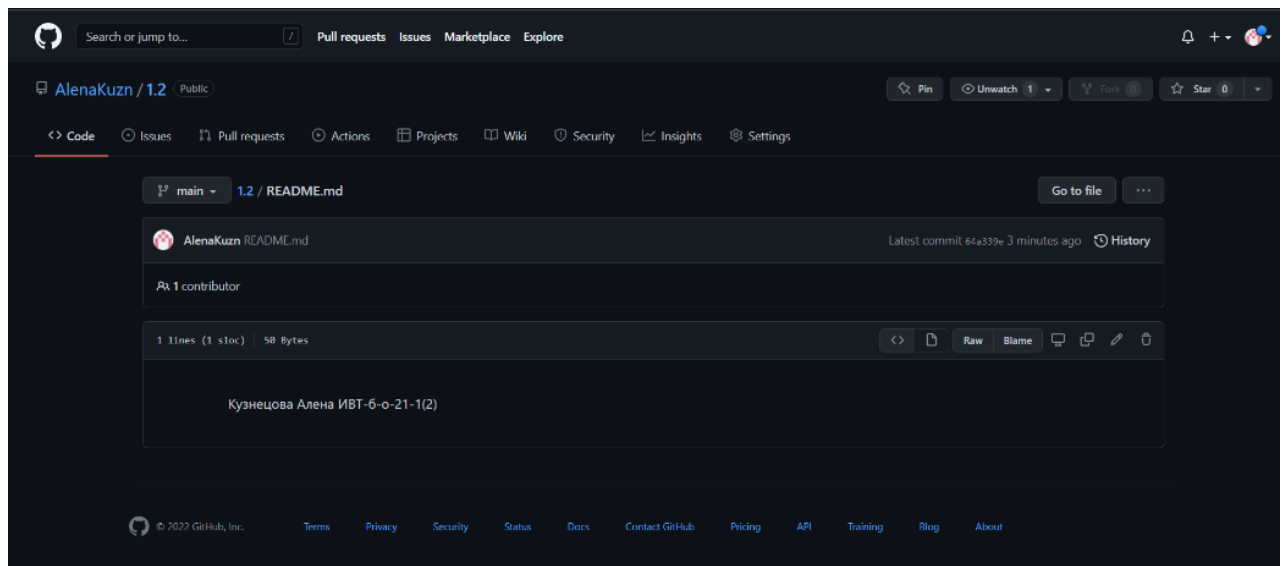 Search or jump to... / Pull requests Issues Marketplace Explore
AlenaKuzn / 1.2 Public Pin Unwatch 1 Fork 0 Star 0
Code Issues Pull requests Actions Projects Wiki Security Insights Settings
main 1.2 / README.md Go to file ...
AlenaKuzn README.md Latest commit 64a339e 3 minutes ago History
1 contributor
1 lines (1 sloc) 50 Bytes <> Raw Blame
Кузнецова Алена ИВТ-б-о-21-1(2)
© 2022 GitHub, Inc. Terms Privacy Security Status Docs Contact GitHub Pricing API Training Blog About